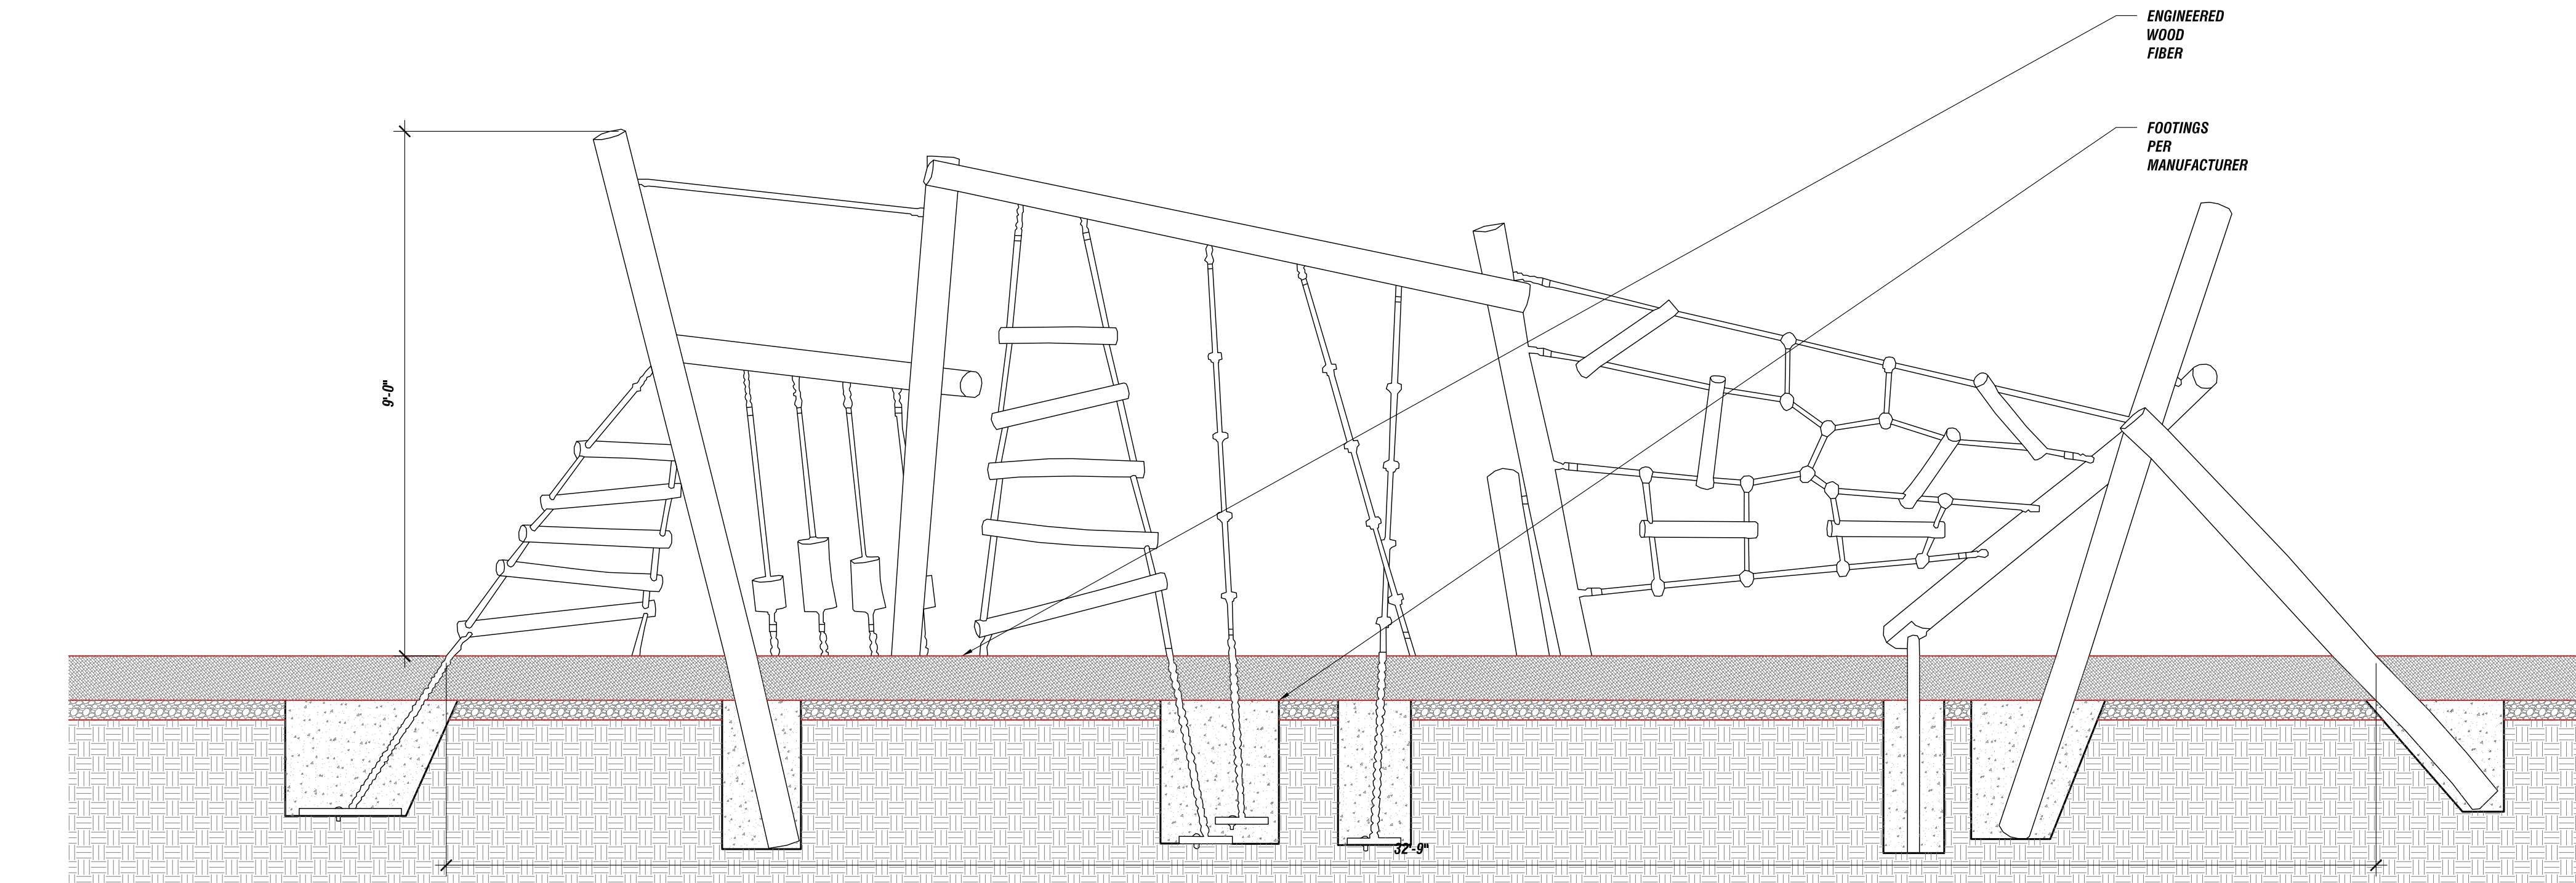 ENGINEERED
WOOD
FIBER
FOOTINGS
PER
MANUFACTURER
9'-0"
32'-9"